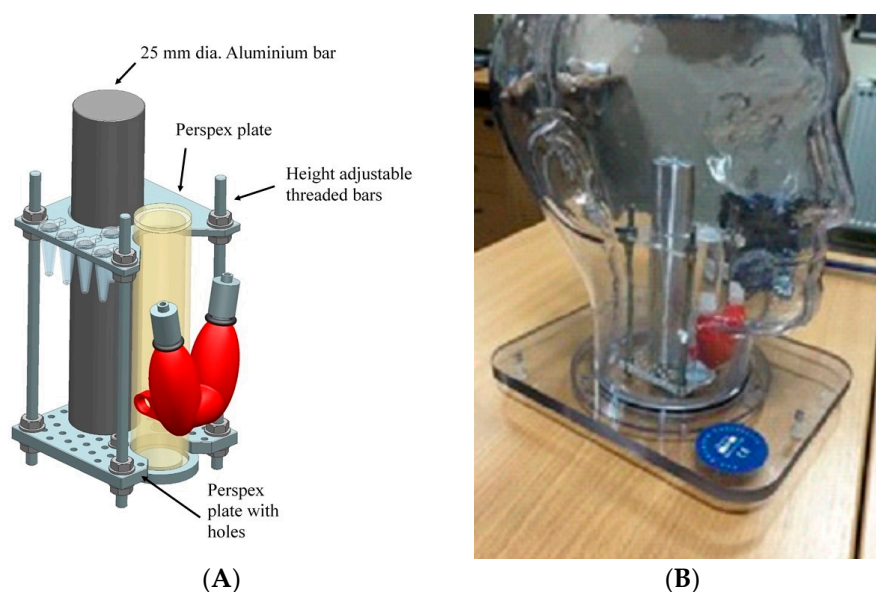 25 mm dia. Aluminium bar
Perspex plate
Height adjustable
threaded bars
Perspex
plate with
holes
(A)
(B)